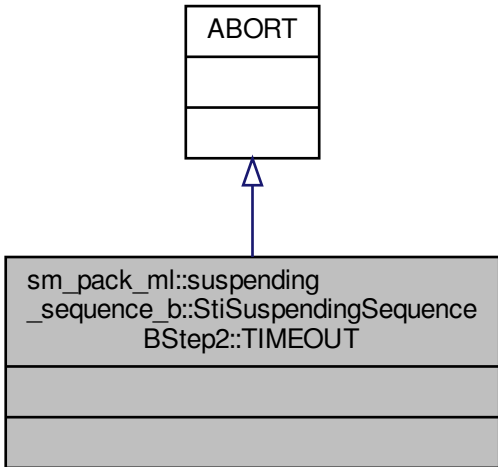 ABORT
sm_pack_ml::suspending
_sequence_b::StiSuspendingSequence
BStep2::TIMEOUT